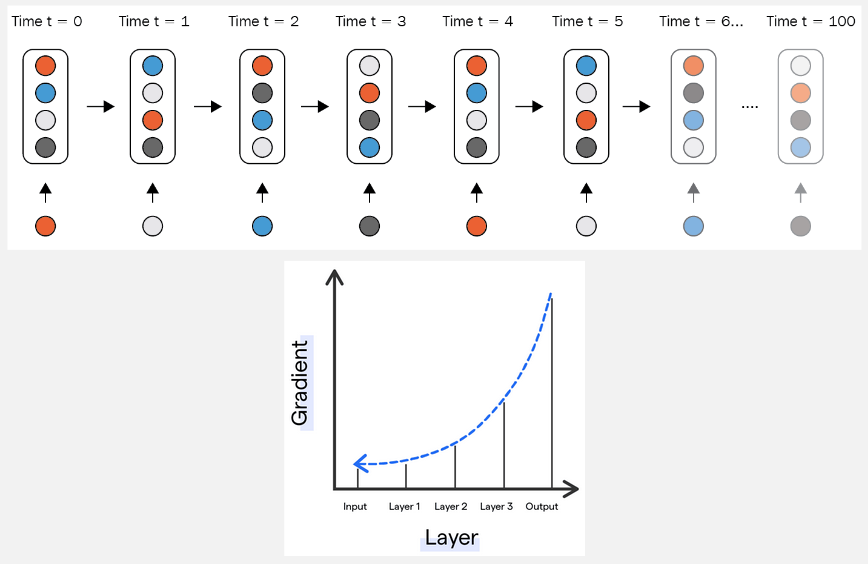 Time t = 0 Time t = 1 Time t = 2 Time t = 3 Time t = 4 Time t = 5 Time t = 6... Time t = 100
....
Gradient
Input Layer 1 Layer 2 Layer 3 Output
Layer